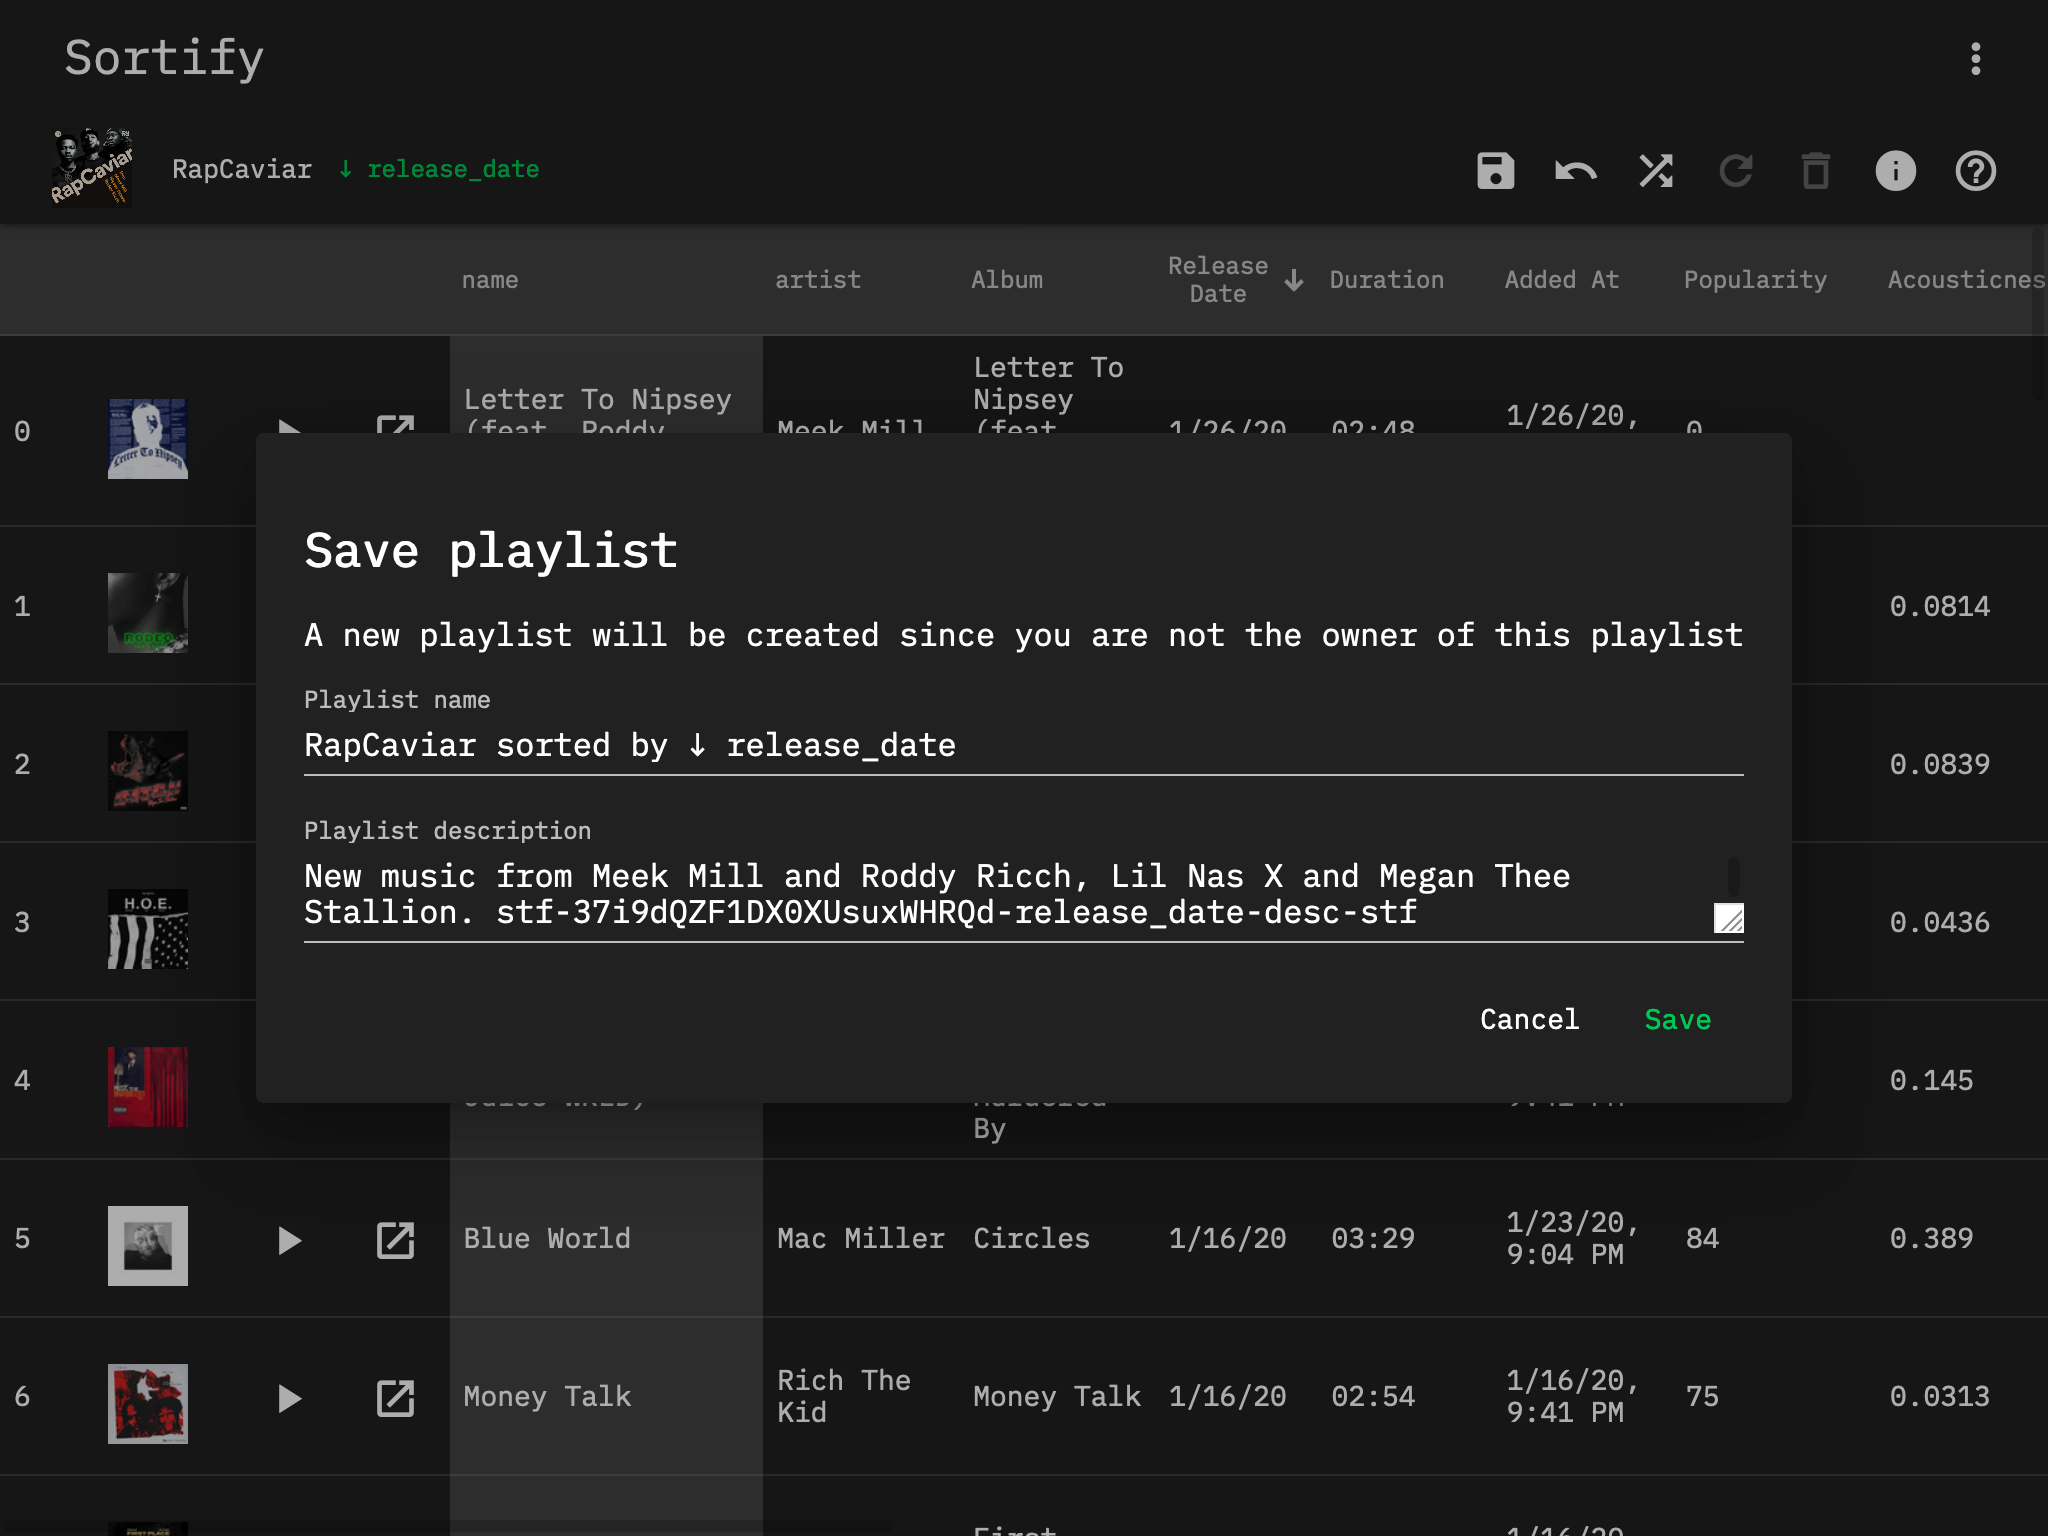 Sortify
RapCaviar
RapCaviar ↓ release_date
name artist Album Release Date ↓ Duration Added At Popularity Acousticnes
Letter To
Letter To Nipsey Nipsey 1/26/20,
0 (feat. Roddy Meek Mill (feat 1/26/20 02:48 0
Letter To Nipsey
Save playlist
A new playlist will be created since you are not the owner of this playlist
1 0.0814
RODEO
Playlist name
RapCaviar sorted by ↓ release_date
2 0.0839
Playlist description
New music from Meek Mill and Roddy Ricch, Lil Nas X and Megan Thee
Stallion. stf-37i9dQZF1DX0XUsuxWHRQd-release_date-desc-stf
H.O.E.
3 0.0436
Cancel Save
4 0.145
By
5 Blue World Mac Miller Circles 1/16/20 03:29 1/23/20, 84 0.389
9:04 PM
6 Money Talk Rich The Money Talk 1/16/20 02:54 1/16/20, 75 0.0313
Kid 9:41 PM
FIRST PLACE First 1/16/20